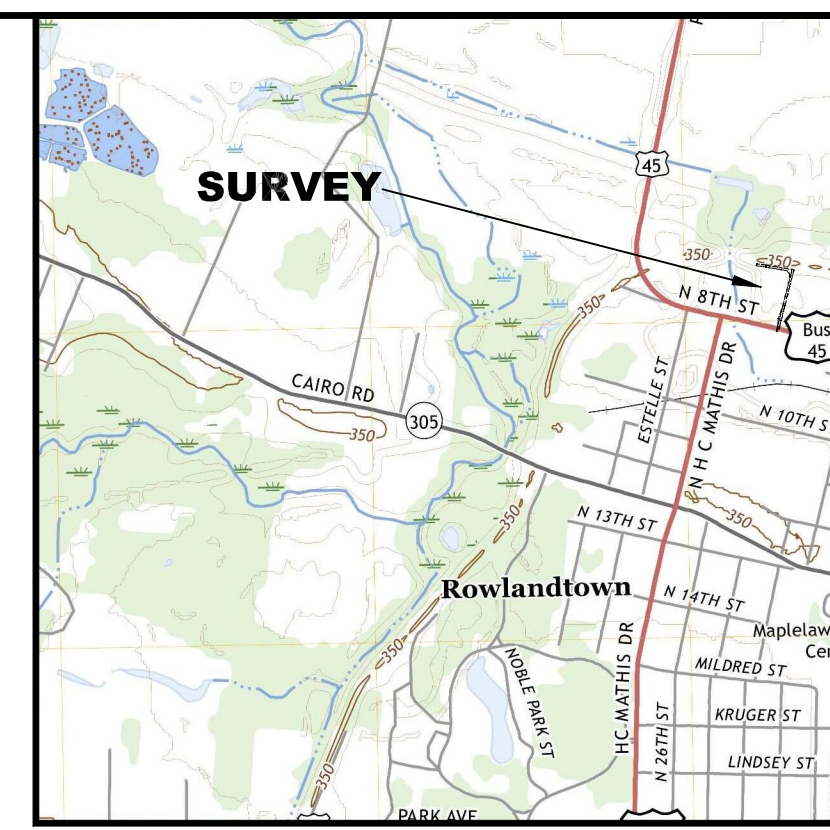 45
SURVEY
350
350
N 8TH ST
Bus
45
350
CAIRO RD
305
350
ESTELLE ST
N H C MATHIS DR
N 10TH S
350
N 13TH ST
350
Rowlandtown
N 14TH ST
Maplelaw
Cer
350
NOBLE PARK ST
HC MATHIS DR
MILDRED ST
N 26TH ST
KRUGER ST
LINDSEY ST
350
PARK AVE